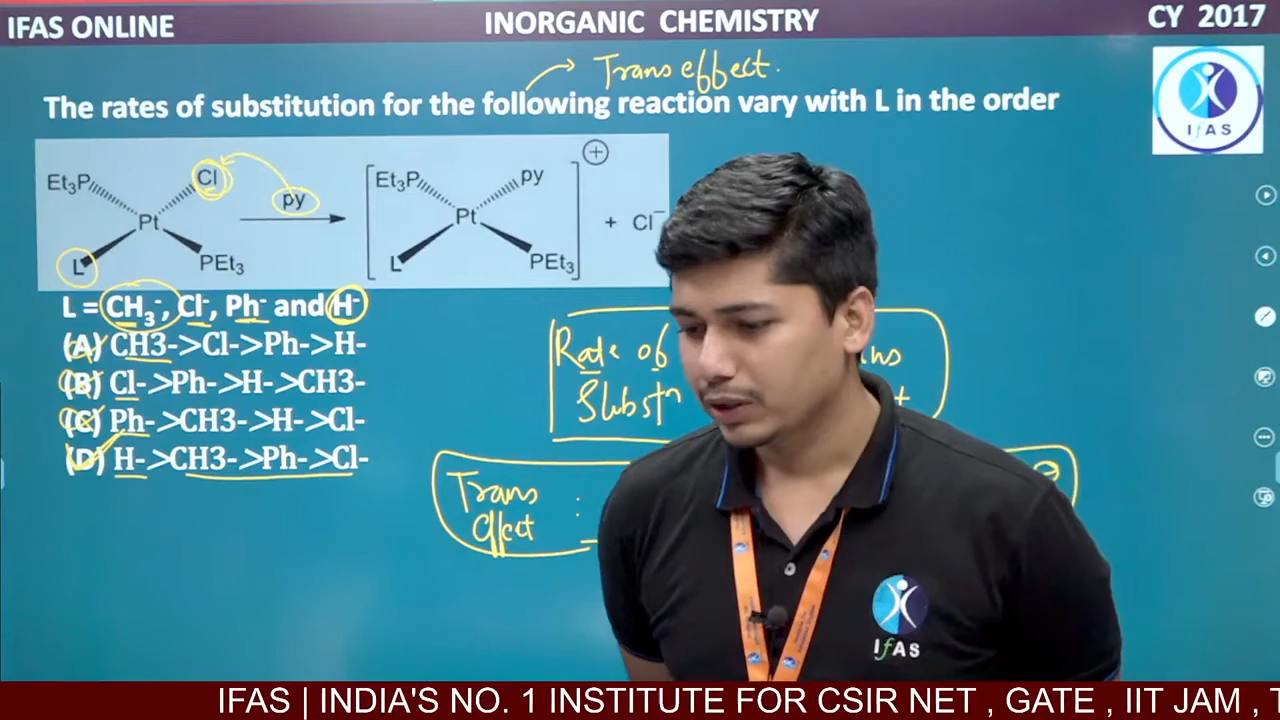 IFAS ONLINE
INORGANIC CHEMISTRY
CY 2017
Trans effect.
The rates of substitution for the following reaction vary with L in the order
IfAS
Et₃P
Cl
Pt
L
PEt₃
py
Et₃P
py
Pt
L
PEt₃
+
+ Cl⁻
L = CH₃⁻, Cl⁻, Ph⁻ and H⁻
(A) CH3->Cl->Ph->H-
(B) Cl->Ph->H->CH3-
(C) Ph->CH3->H->Cl-
(D) H->CH3->Ph->Cl-
Rate of
Substn
Trans :
effect
IfAS
IFAS | INDIA'S NO. 1 INSTITUTE FOR CSIR NET , GATE , IIT JAM , T